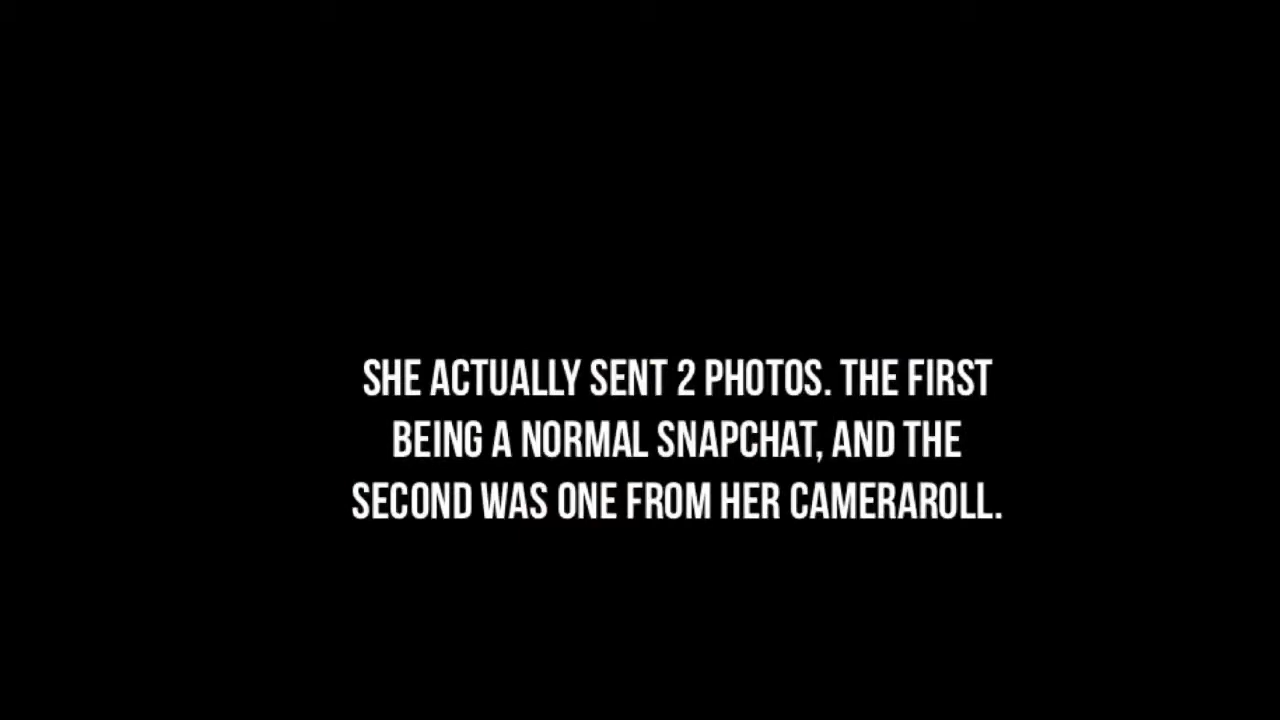 SHE ACTUALLY SENT 2 PHOTOS. THE FIRST
BEING A NORMAL SNAPCHAT, AND THE
SECOND WAS ONE FROM HER CAMERAROLL.